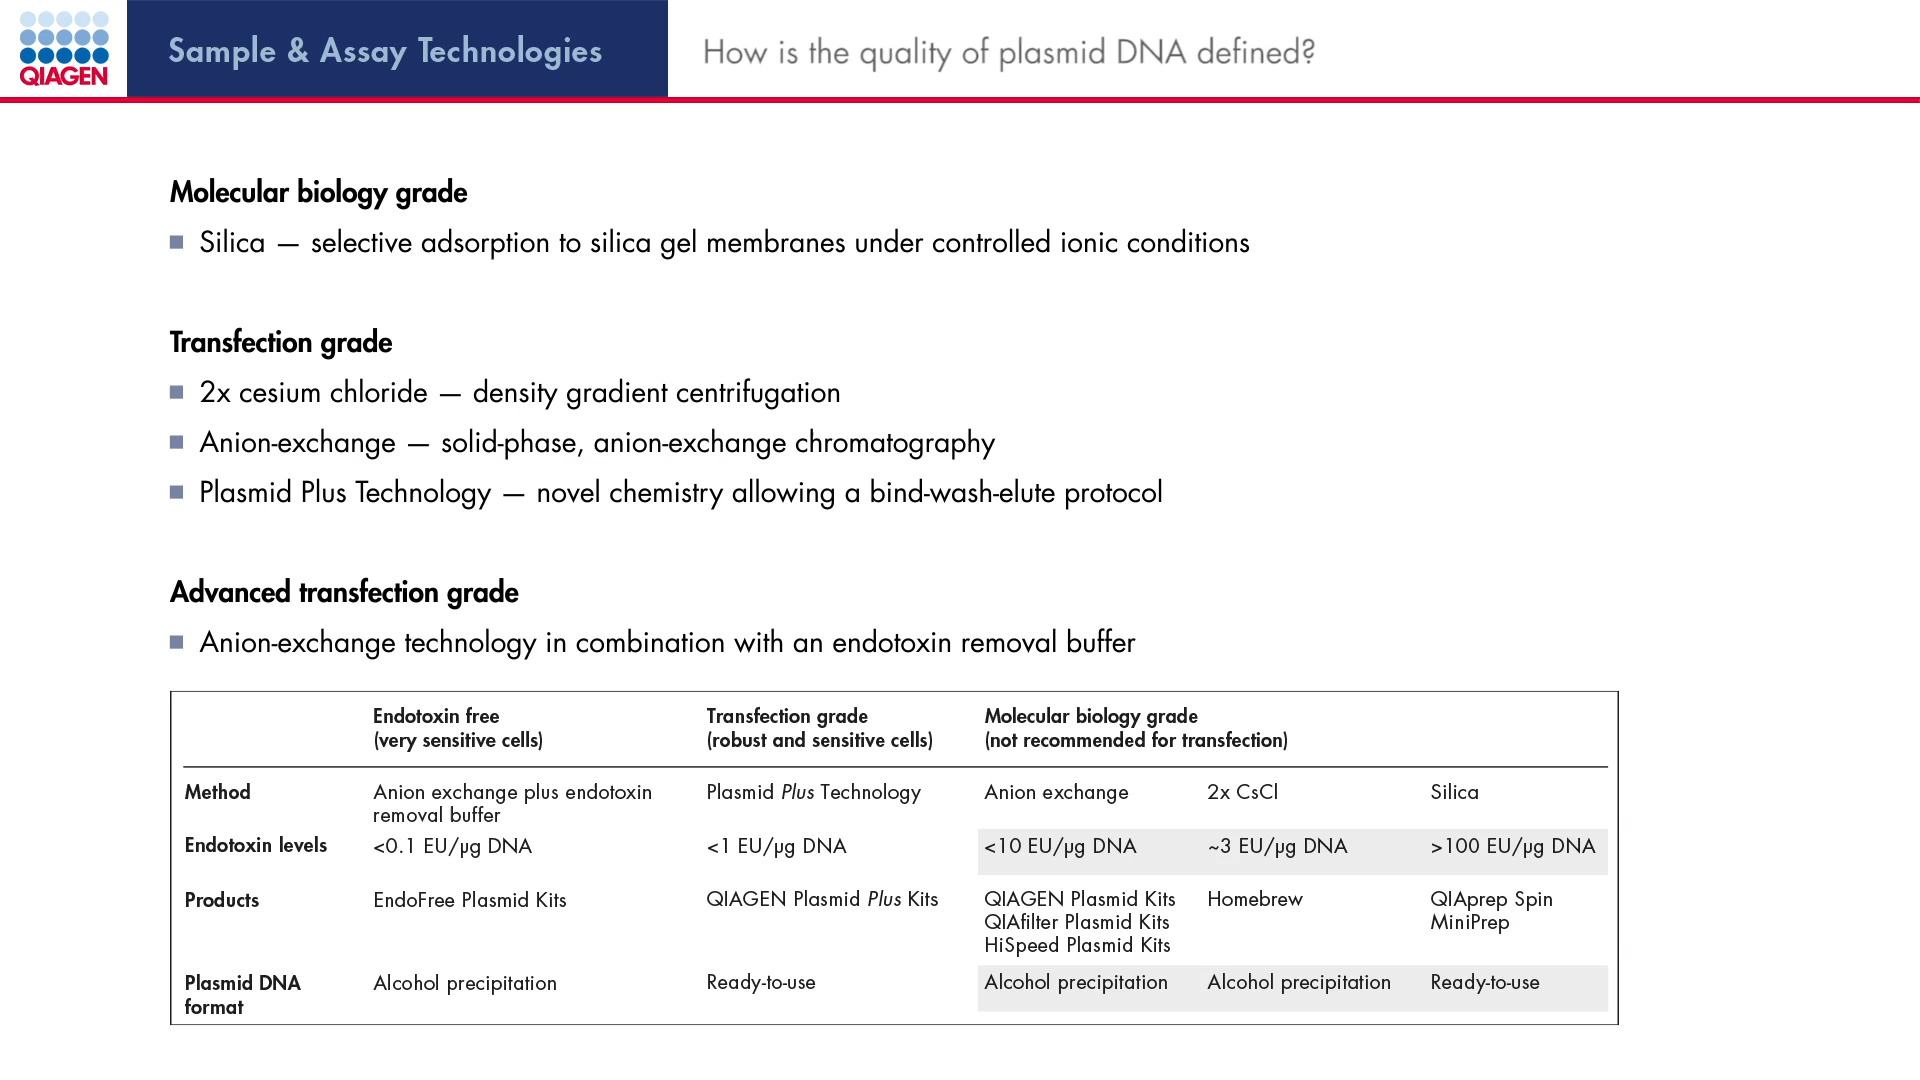 QIAGEN
Sample & Assay Technologies
How is the quality of plasmid DNA defined?
Molecular biology grade
Silica — selective adsorption to silica gel membranes under controlled ionic conditions
Transfection grade
2x cesium chloride — density gradient centrifugation
Anion-exchange — solid-phase, anion-exchange chromatography
Plasmid Plus Technology — novel chemistry allowing a bind-wash-elute protocol
Advanced transfection grade
Anion-exchange technology in combination with an endotoxin removal buffer
Endotoxin free Transfection grade Molecular biology grade
(very sensitive cells) (robust and sensitive cells) (not recommended for transfection)
Method Anion exchange plus endotoxin Plasmid Plus Technology Anion exchange 2x CsCl Silica
removal buffer
Endotoxin levels <0.1 EU/µg DNA <1 EU/µg DNA <10 EU/µg DNA ~3 EU/µg DNA >100 EU/µg DNA
Products EndoFree Plasmid Kits QIAGEN Plasmid Plus Kits QIAGEN Plasmid Kits Homebrew QIAprep Spin
QIAfilter Plasmid Kits MiniPrep
HiSpeed Plasmid Kits
Plasmid DNA Alcohol precipitation Ready-to-use Alcohol precipitation Alcohol precipitation Ready-to-use
format